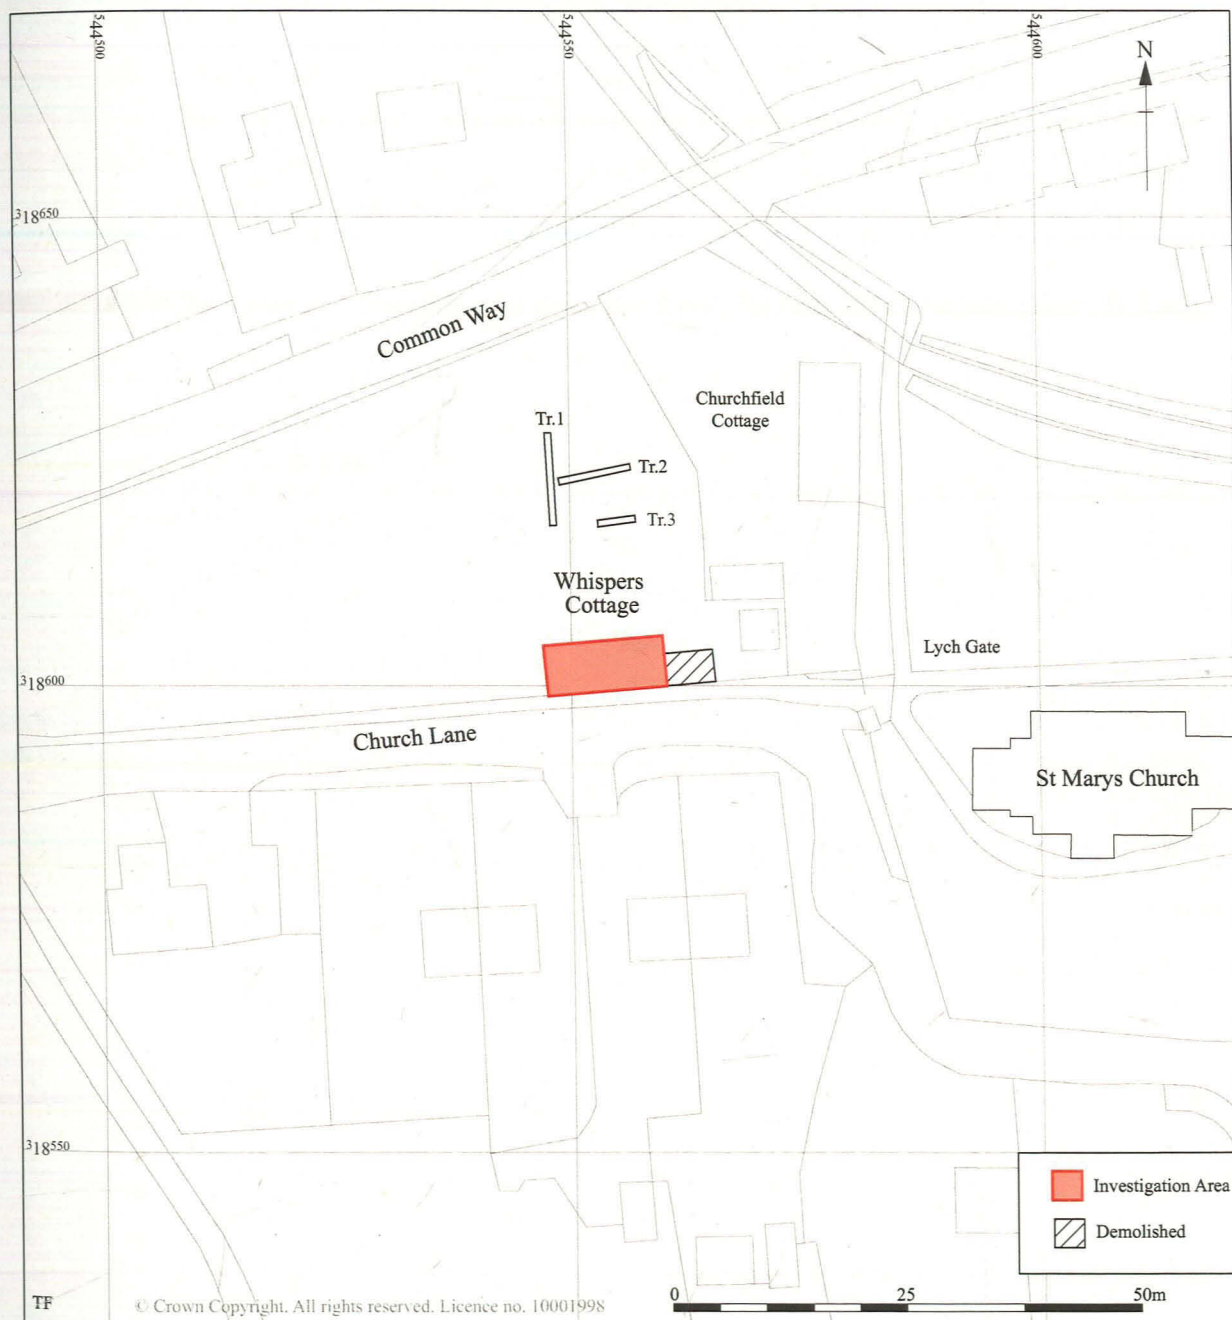 544500
544550
544600
N
318650
Common Way
Churchfield
Cottage
Tr.1
Tr.2
Tr.3
Whispers
Cottage
Lych Gate
318600
Church Lane
St Marys Church
318550
Investigation Area
Demolished
TF
© Crown Copyright. All rights reserved. Licence no. 10001998
0 25 50m